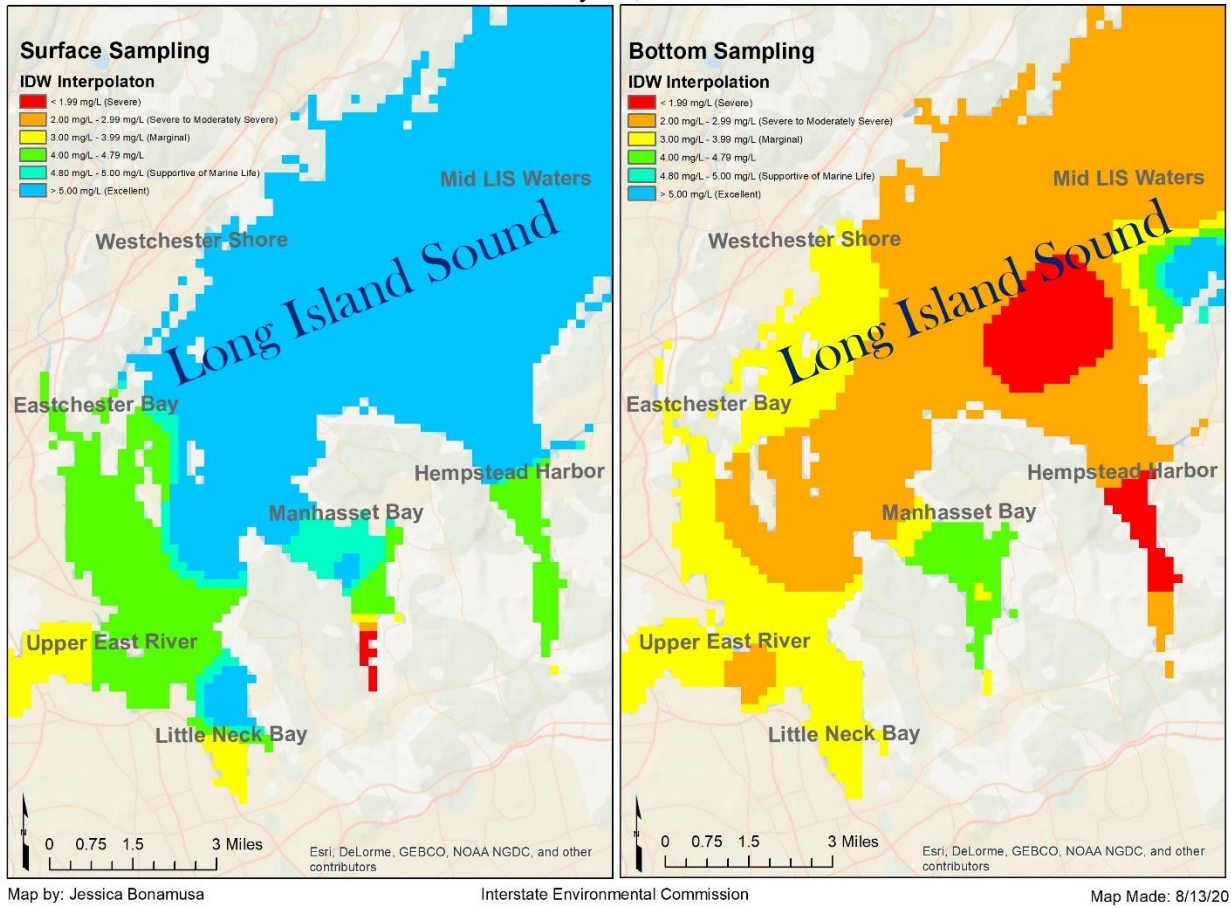 Surface Sampling
IDW Interpolaton
< 1.99 mg/L (Severe)
2.00 mg/L - 2.99 mg/L (Severe to Moderately Severe)
3.00 mg/L - 3.99 mg/L (Marginal)
4.00 mg/L - 4.79 mg/L
4.80 mg/L - 5.00 mg/L (Supportive of Marine Life)
> 5.00 mg/L (Excellent)
Mid LIS Waters
Westchester Shore
Long Island Sound
Eastchester Bay
Hempstead Harbor
Manhasset Bay
Upper East River
Little Neck Bay
N
0 0.75 1.5 3 Miles
Esri, DeLorme, GEBCO, NOAA NGDC, and other
contributors
Bottom Sampling
IDW Interpolation
< 1.99 mg/L (Severe)
2.00 mg/L - 2.99 mg/L (Severe to Moderately Severe)
3.00 mg/L - 3.99 mg/L (Marginal)
4.00 mg/L - 4.79 mg/L
4.80 mg/L - 5.00 mg/L (Supportive of Marine Life)
> 5.00 mg/L (Excellent)
Mid LIS Waters
Westchester Shore
Long Island Sound
Eastchester Bay
Hempstead Harbor
Manhasset Bay
Upper East River
Little Neck Bay
N
0 0.75 1.5 3 Miles
Esri, DeLorme, GEBCO, NOAA NGDC, and other
contributors
Map by: Jessica Bonamusa
Interstate Environmental Commission
Map Made: 8/13/20